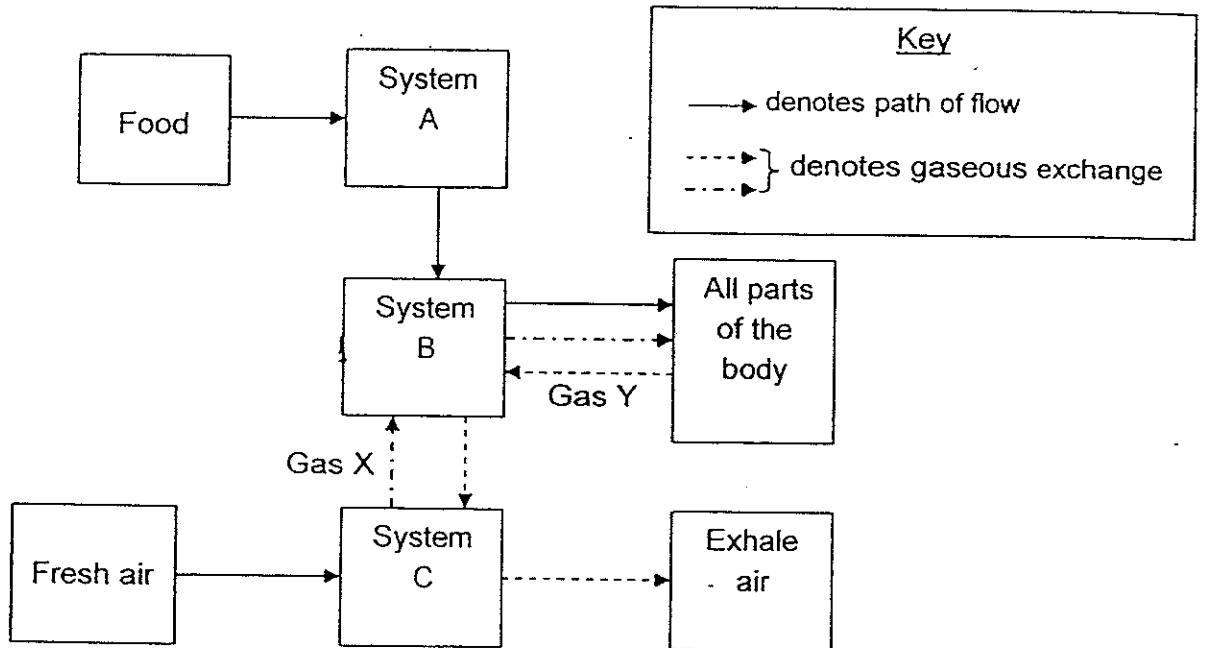 Key
denotes path of flow
denotes gaseous exchange
Food
System
A
System
B
All parts
of the
body
Gas Y
Gas X
Fresh air
System
C
Exhale
air